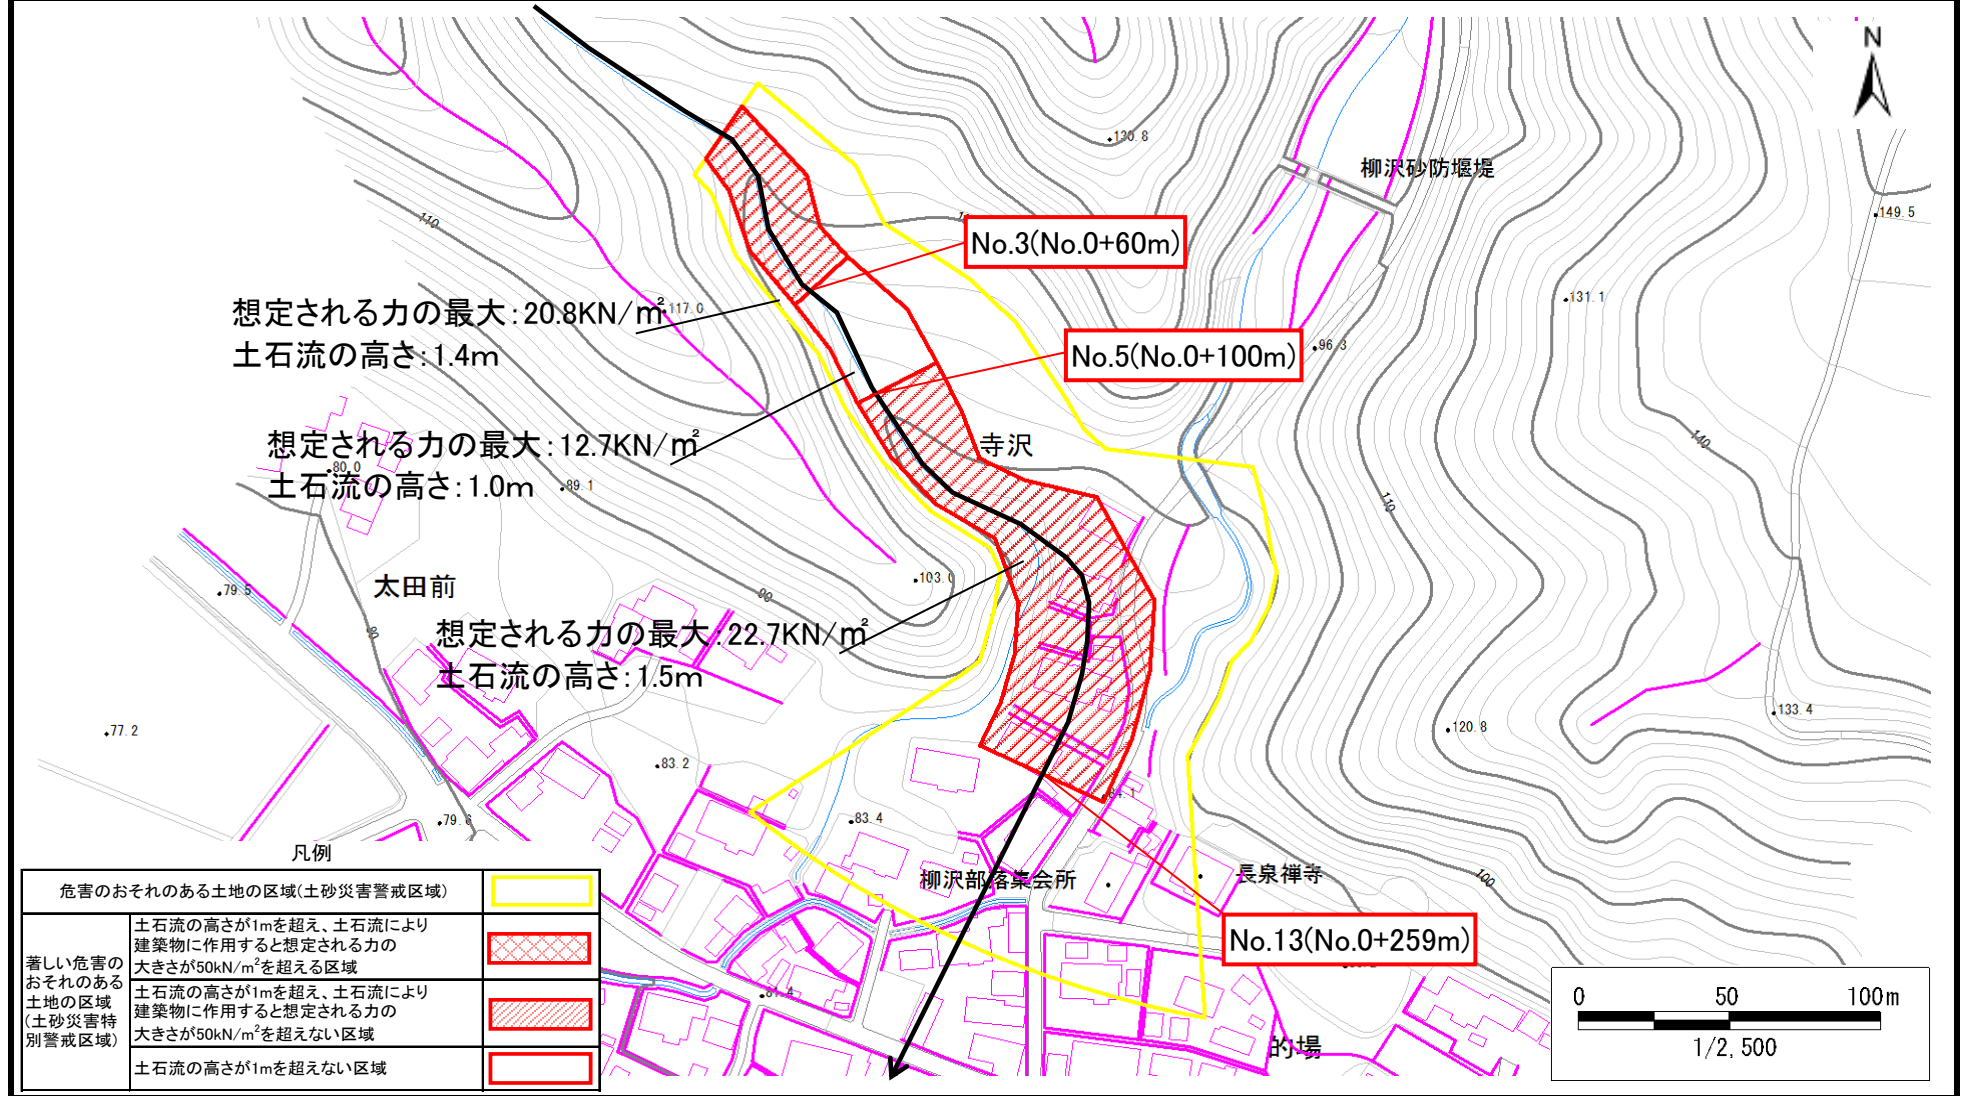 N
130.8
柳沢砂防堰堤
149.5
110
No.3(No.0+60m)
想定される力の最大:20.8KN/㎡
土石流の高さ:1.4m
117.0
131.1
No.5(No.0+100m)
96.3
想定される力の最大:12.7KN/㎡
土石流の高さ:1.0m
80.0
89.1
寺沢
140
110
103.0
79.5
太田前
90
80
想定される力の最大:22.7KN/㎡
土石流の高さ:1.5m
77.2
83.2
133.4
120.8
84.1
79.6
83.4
柳沢部落集会所
長泉禅寺
100
No.13(No.0+259m)
81.4
的場
凡例
危害のおそれのある土地の区域(土砂災害警戒区域)
著しい危害の
おそれのある
土地の区域
(土砂災害特
別警戒区域)
土石流の高さが1mを超え、土石流により
建築物に作用すると想定される力の
大きさが50kN/m²を超える区域
土石流の高さが1mを超え、土石流により
建築物に作用すると想定される力の
大きさが50kN/m²を超えない区域
土石流の高さが1mを超えない区域
0 50 100m
1/2,500